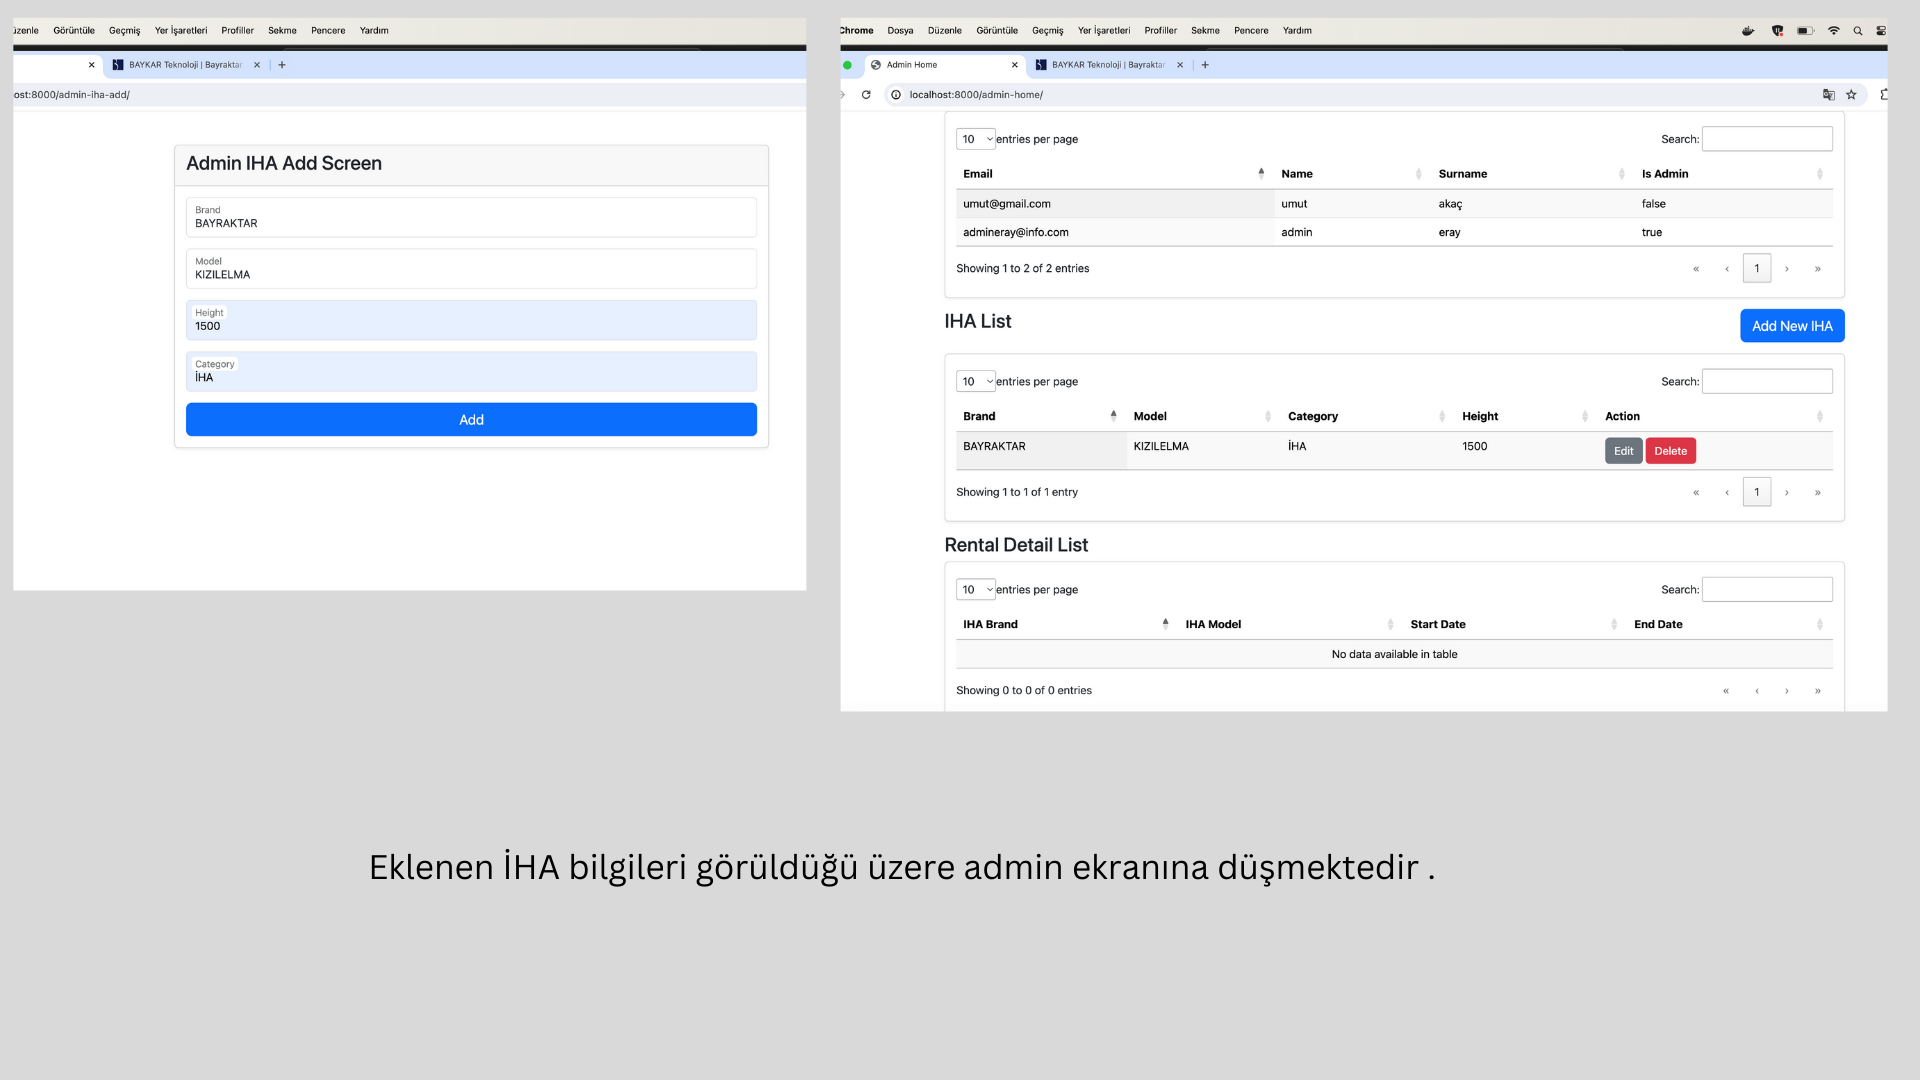 üzenle Görüntüle Geçmiş Yer İşaretleri Profiller Sekme Pencere Yardım
BAYKAR Teknoloji | Bayraktar
ost:8000/admin-iha-add/
Admin IHA Add Screen
Brand
BAYRAKTAR
Model
KIZILELMA
Height
1500
Category
İHA
Add
Chrome Dosya Düzenle Görüntüle Geçmiş Yer İşaretleri Profiller Sekme Pencere Yardım
Admin Home BAYKAR Teknoloji | Bayraktar
localhost:8000/admin-home/
10 entries per page Search:
Email Name Surname Is Admin
umut@gmail.com umut akaç false
admineray@info.com admin eray true
Showing 1 to 2 of 2 entries « ‹ 1 › »
IHA List Add New IHA
10 entries per page Search:
Brand Model Category Height Action
BAYRAKTAR KIZILELMA İHA 1500 Edit Delete
Showing 1 to 1 of 1 entry « ‹ 1 › »
Rental Detail List
10 entries per page Search:
IHA Brand IHA Model Start Date End Date
No data available in table
Showing 0 to 0 of 0 entries « ‹ › »
Eklenen İHA bilgileri görüldüğü üzere admin ekranına düşmektedir .